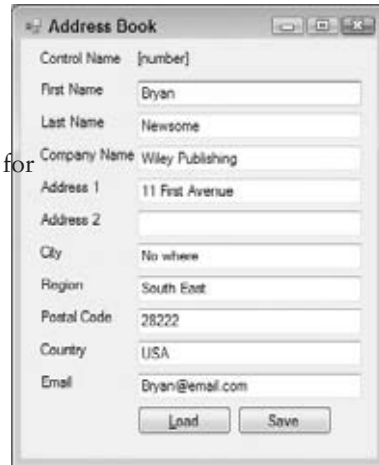 Address Book
Control Name [number]
First Name Bryan
Last Name Newsome
for
Company Name Wiley Publishing
Address 1 11 First Avenue
Address 2
City No where
Region South East
Postal Code 28222
Country USA
Email Bryan@email.com
Load Save